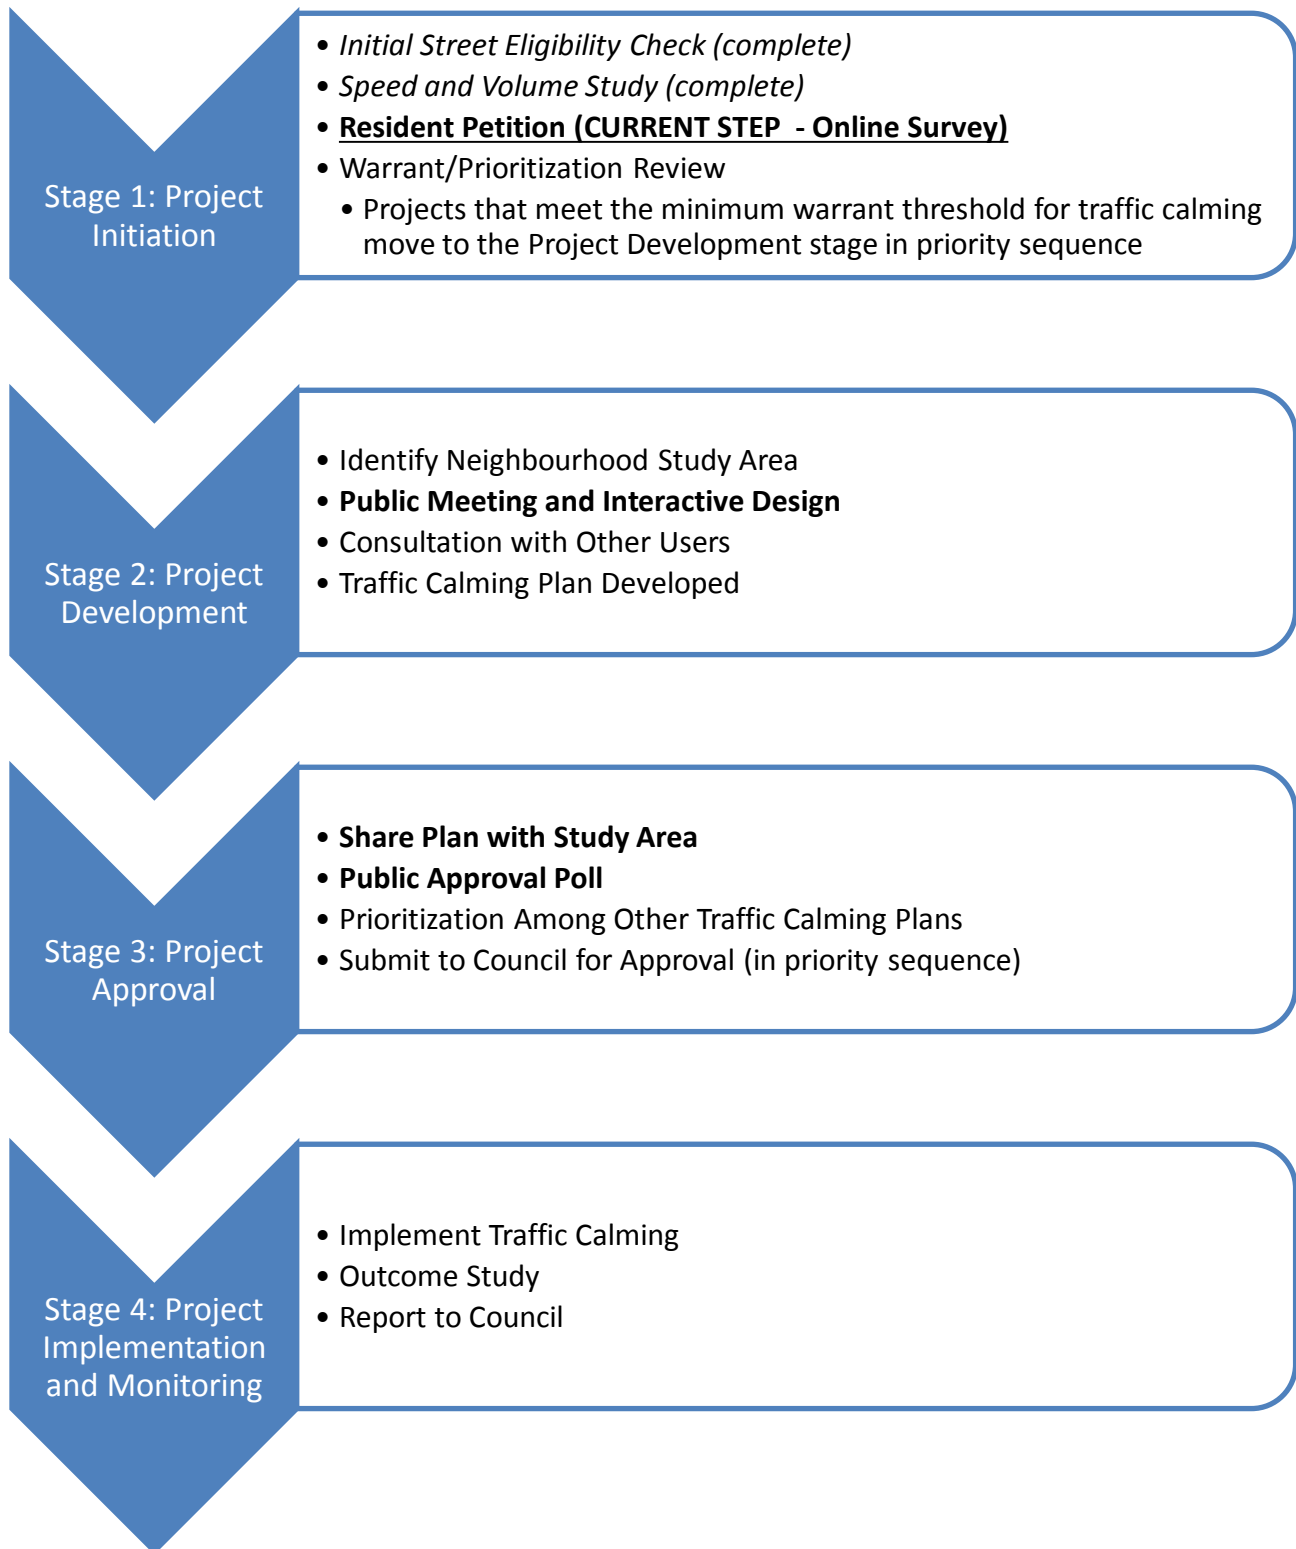 Stage 1: Project
Initiation
• Initial Street Eligibility Check (complete)
• Speed and Volume Study (complete)
• Resident Petition (CURRENT STEP  - Online Survey)
• Warrant/Prioritization Review
• Projects that meet the minimum warrant threshold for traffic calming
move to the Project Development stage in priority sequence
Stage 2: Project
Development
• Identify Neighbourhood Study Area
• Public Meeting and Interactive Design
• Consultation with Other Users
• Traffic Calming Plan Developed
Stage 3: Project
Approval
• Share Plan with Study Area
• Public Approval Poll
• Prioritization Among Other Traffic Calming Plans
• Submit to Council for Approval (in priority sequence)
Stage 4: Project
Implementation
and Monitoring
• Implement Traffic Calming
• Outcome Study
• Report to Council